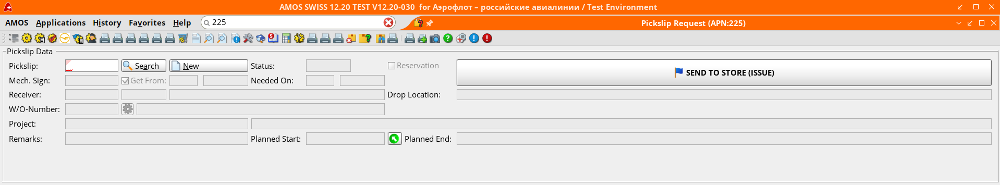 AMOS SWISS 12.20 TEST V12.20-030 for Аэрофлот – российские авиалинии / Test Environment
AMOS Applications History Favorites Help 225 Pickslip Request (APN:225)
Pickslip Data
Pickslip: Search New Status: Reservation SEND TO STORE (ISSUE)
Mech. Sign: Get From: Needed On:
Receiver: Drop Location:
W/O-Number:
Project:
Remarks: Planned Start: Planned End: